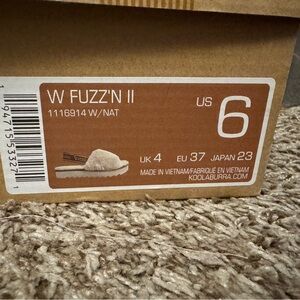 W FUZZ'N II
1116914 W/NAT
US 6
UK 4 EU 37 JAPAN 23
MADE IN VIETNAM/FABRIQUÉ EN VIETNAM
KOOLABURRA.COM